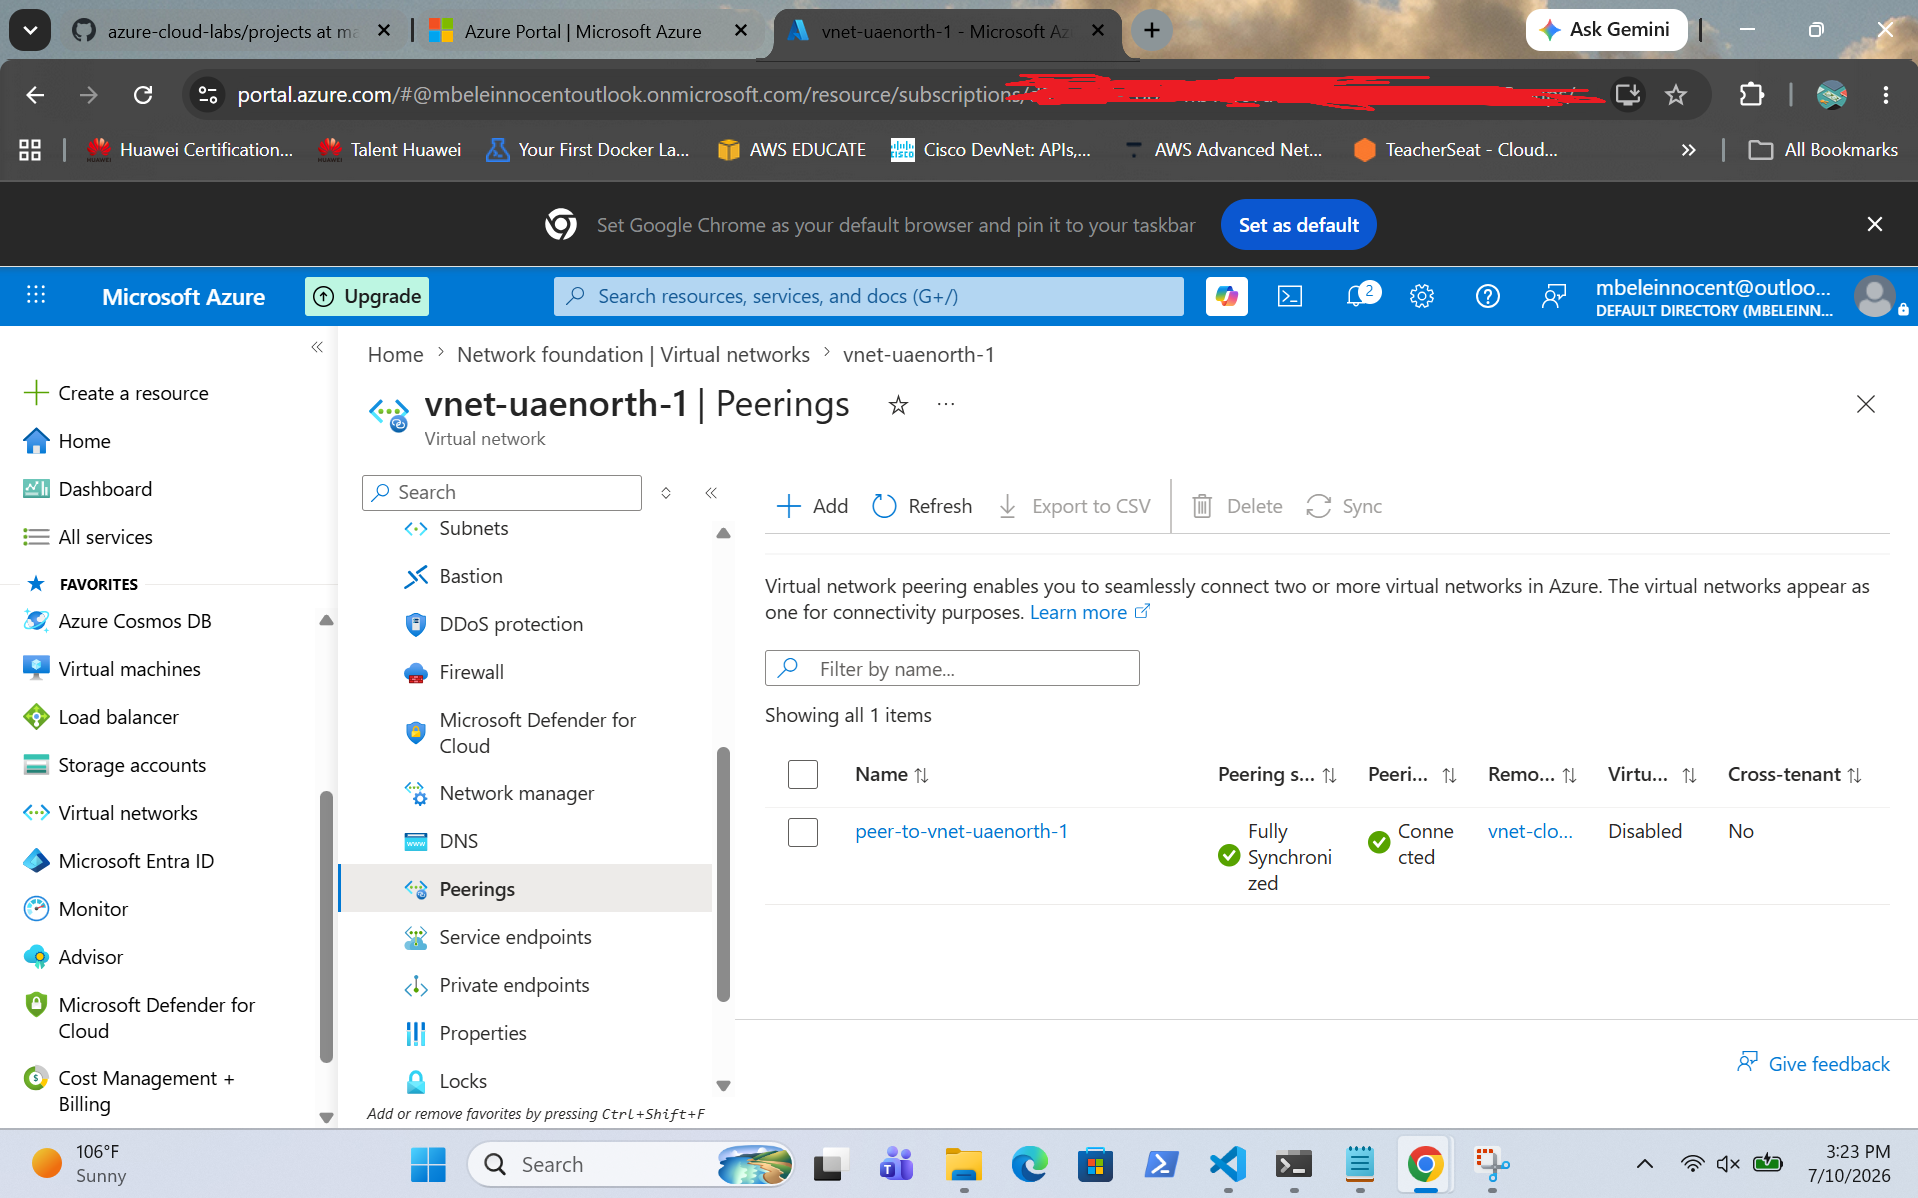 azure-cloud-labs/projects at ma
Azure Portal | Microsoft Azure
vnet-uaenorth-1 - Microsoft Az
Ask Gemini
portal.azure.com/#@mbeleinnocentoutlook.onmicrosoft.com/resource/subscriptions/
Huawei Certification...
Talent Huawei
Your First Docker La...
AWS EDUCATE
Cisco DevNet: APIs,...
AWS Advanced Net...
TeacherSeat - Cloud...
All Bookmarks
Set Google Chrome as your default browser and pin it to your taskbar
Set as default
Microsoft Azure
Upgrade
Search resources, services, and docs (G+/)
2
mbeleinnocent@outloo...
DEFAULT DIRECTORY (MBELEINN...
Create a resource
Home
Dashboard
All services
FAVORITES
Azure Cosmos DB
Virtual machines
Load balancer
Storage accounts
Virtual networks
Microsoft Entra ID
Monitor
Advisor
Microsoft Defender for
Cloud
Cost Management +
Billing
Home > Network foundation | Virtual networks > vnet-uaenorth-1
vnet-uaenorth-1 | Peerings
Virtual network
Search
Subnets
Bastion
DDoS protection
Firewall
Microsoft Defender for
Cloud
Network manager
DNS
Peerings
Service endpoints
Private endpoints
Properties
Locks
Add or remove favorites by pressing Ctrl+Shift+F
Add
Refresh
Export to CSV
Delete
Sync
Virtual network peering enables you to seamlessly connect two or more virtual networks in Azure. The virtual networks appear as
one for connectivity purposes. Learn more
Filter by name...
Showing all 1 items
Name
Peering s...
Peeri...
Remo...
Virtu...
Cross-tenant
peer-to-vnet-uaenorth-1
Fully
Synchroni
zed
Conne
cted
vnet-clo...
Disabled
No
Give feedback
106°F
Sunny
Search
3:23 PM
7/10/2026